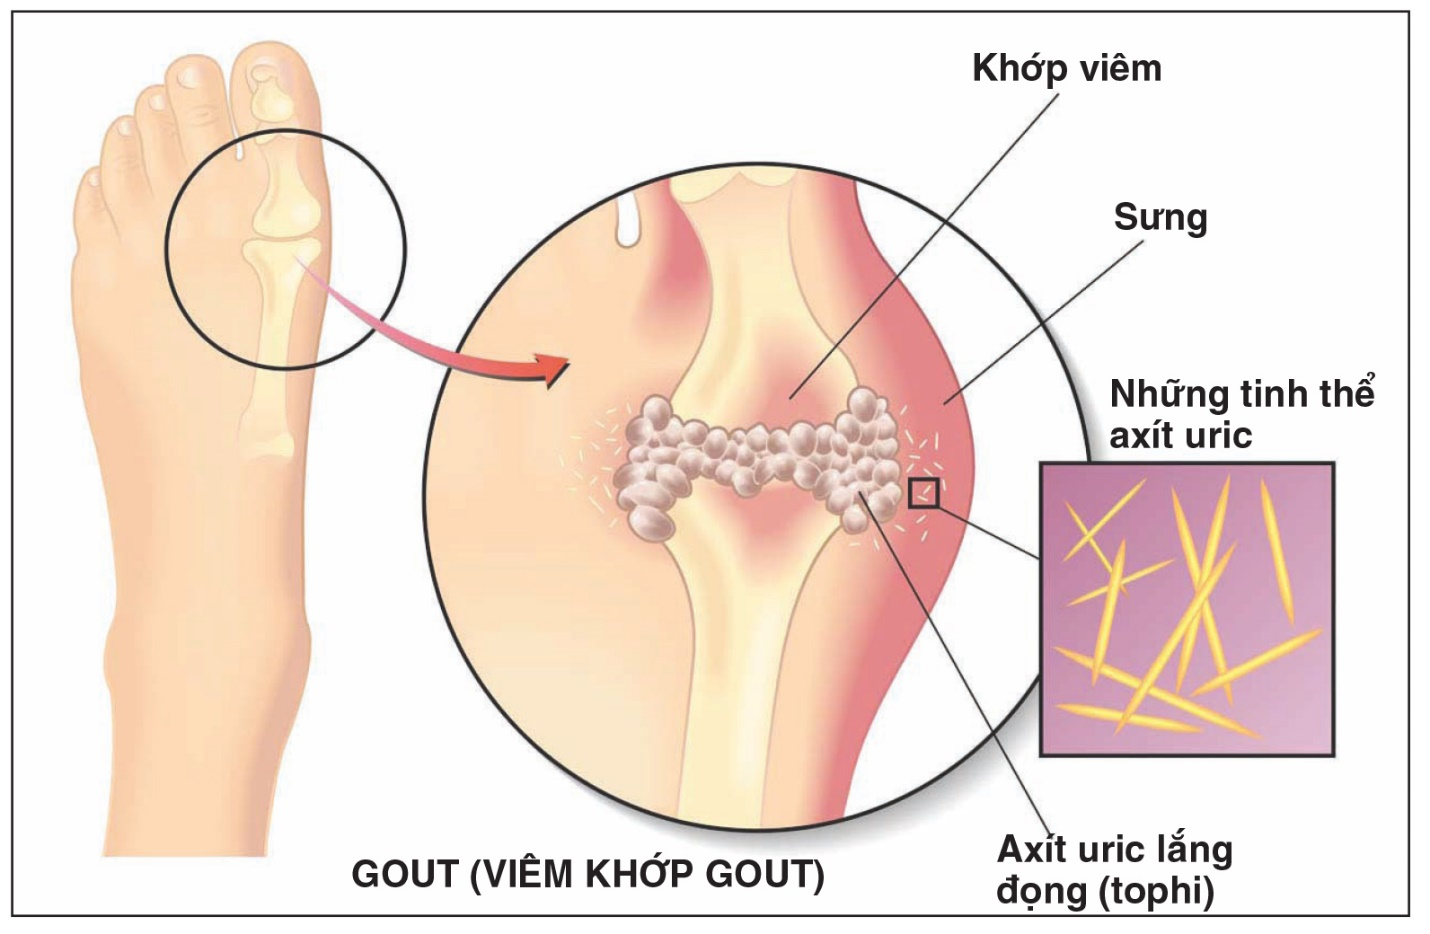 Khớp viêm
Sưng
Những tinh thể
axít uric
Axít uric lắng
đọng (tophi)
GOUT (VIÊM KHỚP GOUT)